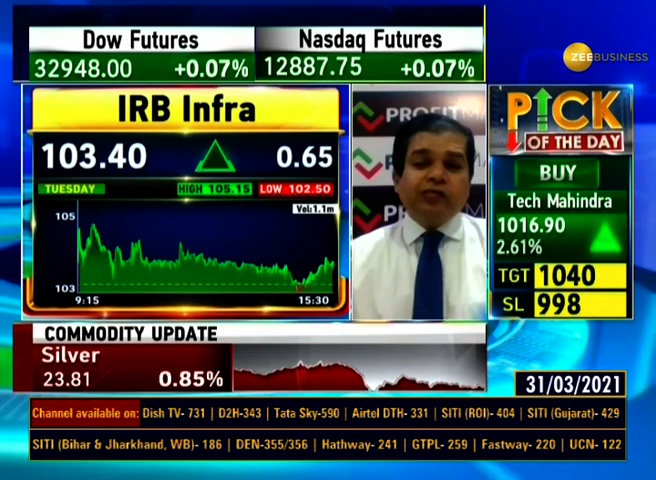 Dow Futures
32948.00 +0.07%
Nasdaq Futures
12887.75 +0.07%
ZEE BUSINESS
IRB Infra
103.40 0.65
TUESDAY HIGH 105.15 LOW 102.50
Vol:1.1m
105
103
9:15 15:30
PROFITM
PROFI
PICK
OF THE DAY
BUY
Tech Mahindra
1016.90
2.61%
TGT 1040
SL 998
COMMODITY UPDATE
Silver
23.81 0.85%
31/03/2021
Channel available on: Dish TV- 731 | D2H-343 | Tata Sky-590 | Airtel DTH- 331 | SITI (ROI)- 404 | SITI (Gujarat)- 429
SITI (Bihar & Jharkhand, WB)- 186 | DEN-355/356 | Hathway- 241 | GTPL- 259 | Fastway- 220 | UCN- 122